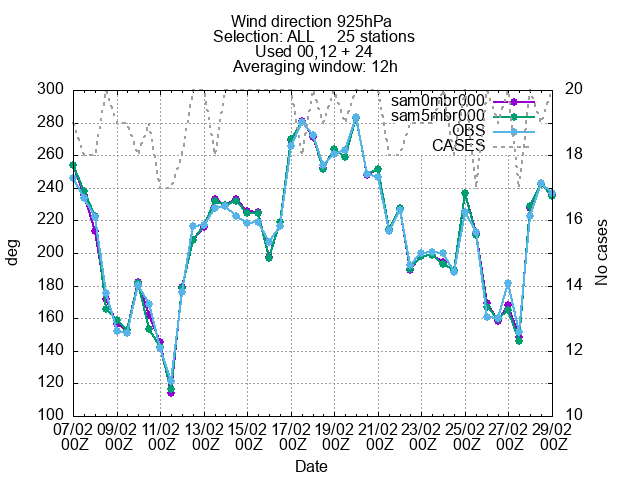 Wind direction 925hPa
Selection: ALL 25 stations
Used 00,12 + 24
Averaging window: 12h
300 20
sam0mbr000
280 sam5mbr000
OBS
260 CASES 18
240
220 16
200
180 14
160
140 12
120
100 10
deg
No cases
07/02 09/02 11/02 13/02 15/02 17/02 19/02 21/02 23/02 25/02 27/02 29/02
00Z 00Z 00Z 00Z 00Z 00Z 00Z 00Z 00Z 00Z 00Z 00Z
Date